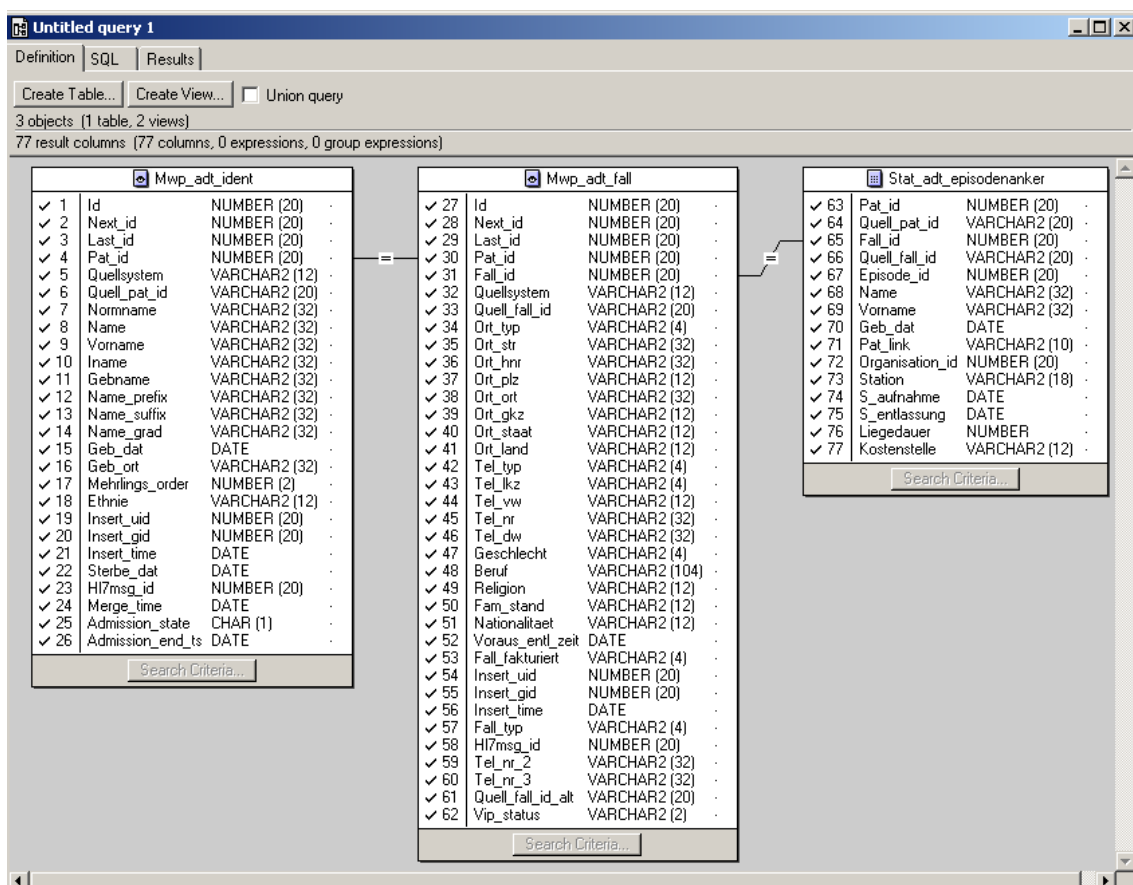 Untitled query 1
Definition SQL Results
Create Table... Create View... Union query
3 objects (1 table, 2 views)
77 result columns (77 columns, 0 expressions, 0 group expressions)
Mwp_adt_ident
1 Id NUMBER (20)
2 Next_id NUMBER (20)
3 Last_id NUMBER (20)
4 Pat_id NUMBER (20)
5 Quellsystem VARCHAR2 (12)
6 Quell_pat_id VARCHAR2 (20)
7 Normname VARCHAR2 (32)
8 Name VARCHAR2 (32)
9 Vorname VARCHAR2 (32)
10 Iname VARCHAR2 (32)
11 Gebname VARCHAR2 (32)
12 Name_prefix VARCHAR2 (32)
13 Name_suffix VARCHAR2 (32)
14 Name_grad VARCHAR2 (32)
15 Geb_dat DATE
16 Geb_ort VARCHAR2 (32)
17 Mehrlings_order NUMBER (2)
18 Ethnie VARCHAR2 (12)
19 Insert_uid NUMBER (20)
20 Insert_gid NUMBER (20)
21 Insert_time DATE
22 Sterbe_dat DATE
23 Hl7msg_id NUMBER (20)
24 Merge_time DATE
25 Admission_state CHAR (1)
26 Admission_end_ts DATE
Search Criteria...
=
Mwp_adt_fall
27 Id NUMBER (20)
28 Next_id NUMBER (20)
29 Last_id NUMBER (20)
30 Pat_id NUMBER (20)
31 Fall_id NUMBER (20)
32 Quellsystem VARCHAR2 (12)
33 Quell_fall_id VARCHAR2 (20)
34 Ort_typ VARCHAR2 (4)
35 Ort_str VARCHAR2 (32)
36 Ort_hnr VARCHAR2 (32)
37 Ort_plz VARCHAR2 (12)
38 Ort_ort VARCHAR2 (32)
39 Ort_gkz VARCHAR2 (12)
40 Ort_staat VARCHAR2 (12)
41 Ort_land VARCHAR2 (12)
42 Tel_typ VARCHAR2 (4)
43 Tel_lkz VARCHAR2 (4)
44 Tel_vw VARCHAR2 (12)
45 Tel_nr VARCHAR2 (32)
46 Tel_dw VARCHAR2 (32)
47 Geschlecht VARCHAR2 (4)
48 Beruf VARCHAR2 (104)
49 Religion VARCHAR2 (12)
50 Fam_stand VARCHAR2 (12)
51 Nationalitaet VARCHAR2 (12)
52 Voraus_entl_zeit DATE
53 Fall_fakturiert VARCHAR2 (4)
54 Insert_uid NUMBER (20)
55 Insert_gid NUMBER (20)
56 Insert_time DATE
57 Fall_typ VARCHAR2 (4)
58 Hl7msg_id NUMBER (20)
59 Tel_nr_2 VARCHAR2 (32)
60 Tel_nr_3 VARCHAR2 (32)
61 Quell_fall_id_alt VARCHAR2 (20)
62 Vip_status VARCHAR2 (2)
Search Criteria...
=
Stat_adt_episodenanker
63 Pat_id NUMBER (20)
64 Quell_pat_id VARCHAR2 (20)
65 Fall_id NUMBER (20)
66 Quell_fall_id VARCHAR2 (20)
67 Episode_id NUMBER (20)
68 Name VARCHAR2 (32)
69 Vorname VARCHAR2 (32)
70 Geb_dat DATE
71 Pat_link VARCHAR2 (10)
72 Organisation_id NUMBER (20)
73 Station VARCHAR2 (18)
74 S_aufnahme DATE
75 S_entlassung DATE
76 Liegedauer NUMBER
77 Kostenstelle VARCHAR2 (12)
Search Criteria...